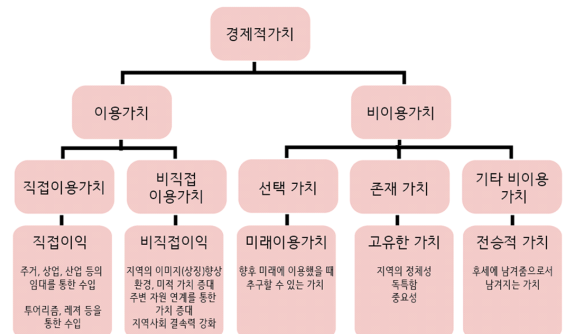 경제적가치
이용가치
비이용가치
직접이용가치
비직접
이용가치
선택 가치
존재 가치
기타 비이용
가치
직접이익
주거, 상업, 산업 등의
임대를 통한 수입
투어리즘, 레져 등을
통한 수입
비직접이익
지역의 이미지(상징)향상
환경, 미적 가치 증대
주변 자원 연계를 통한
가치 증대
지역사회 결속력 강화
미래이용가치
향후 미래에 이용했을 때
추구할 수 있는 가치
고유한 가치
지역의 정체성
독특함
중요성
전승적 가치
후세에 남겨줌으로서
남겨지는 가치